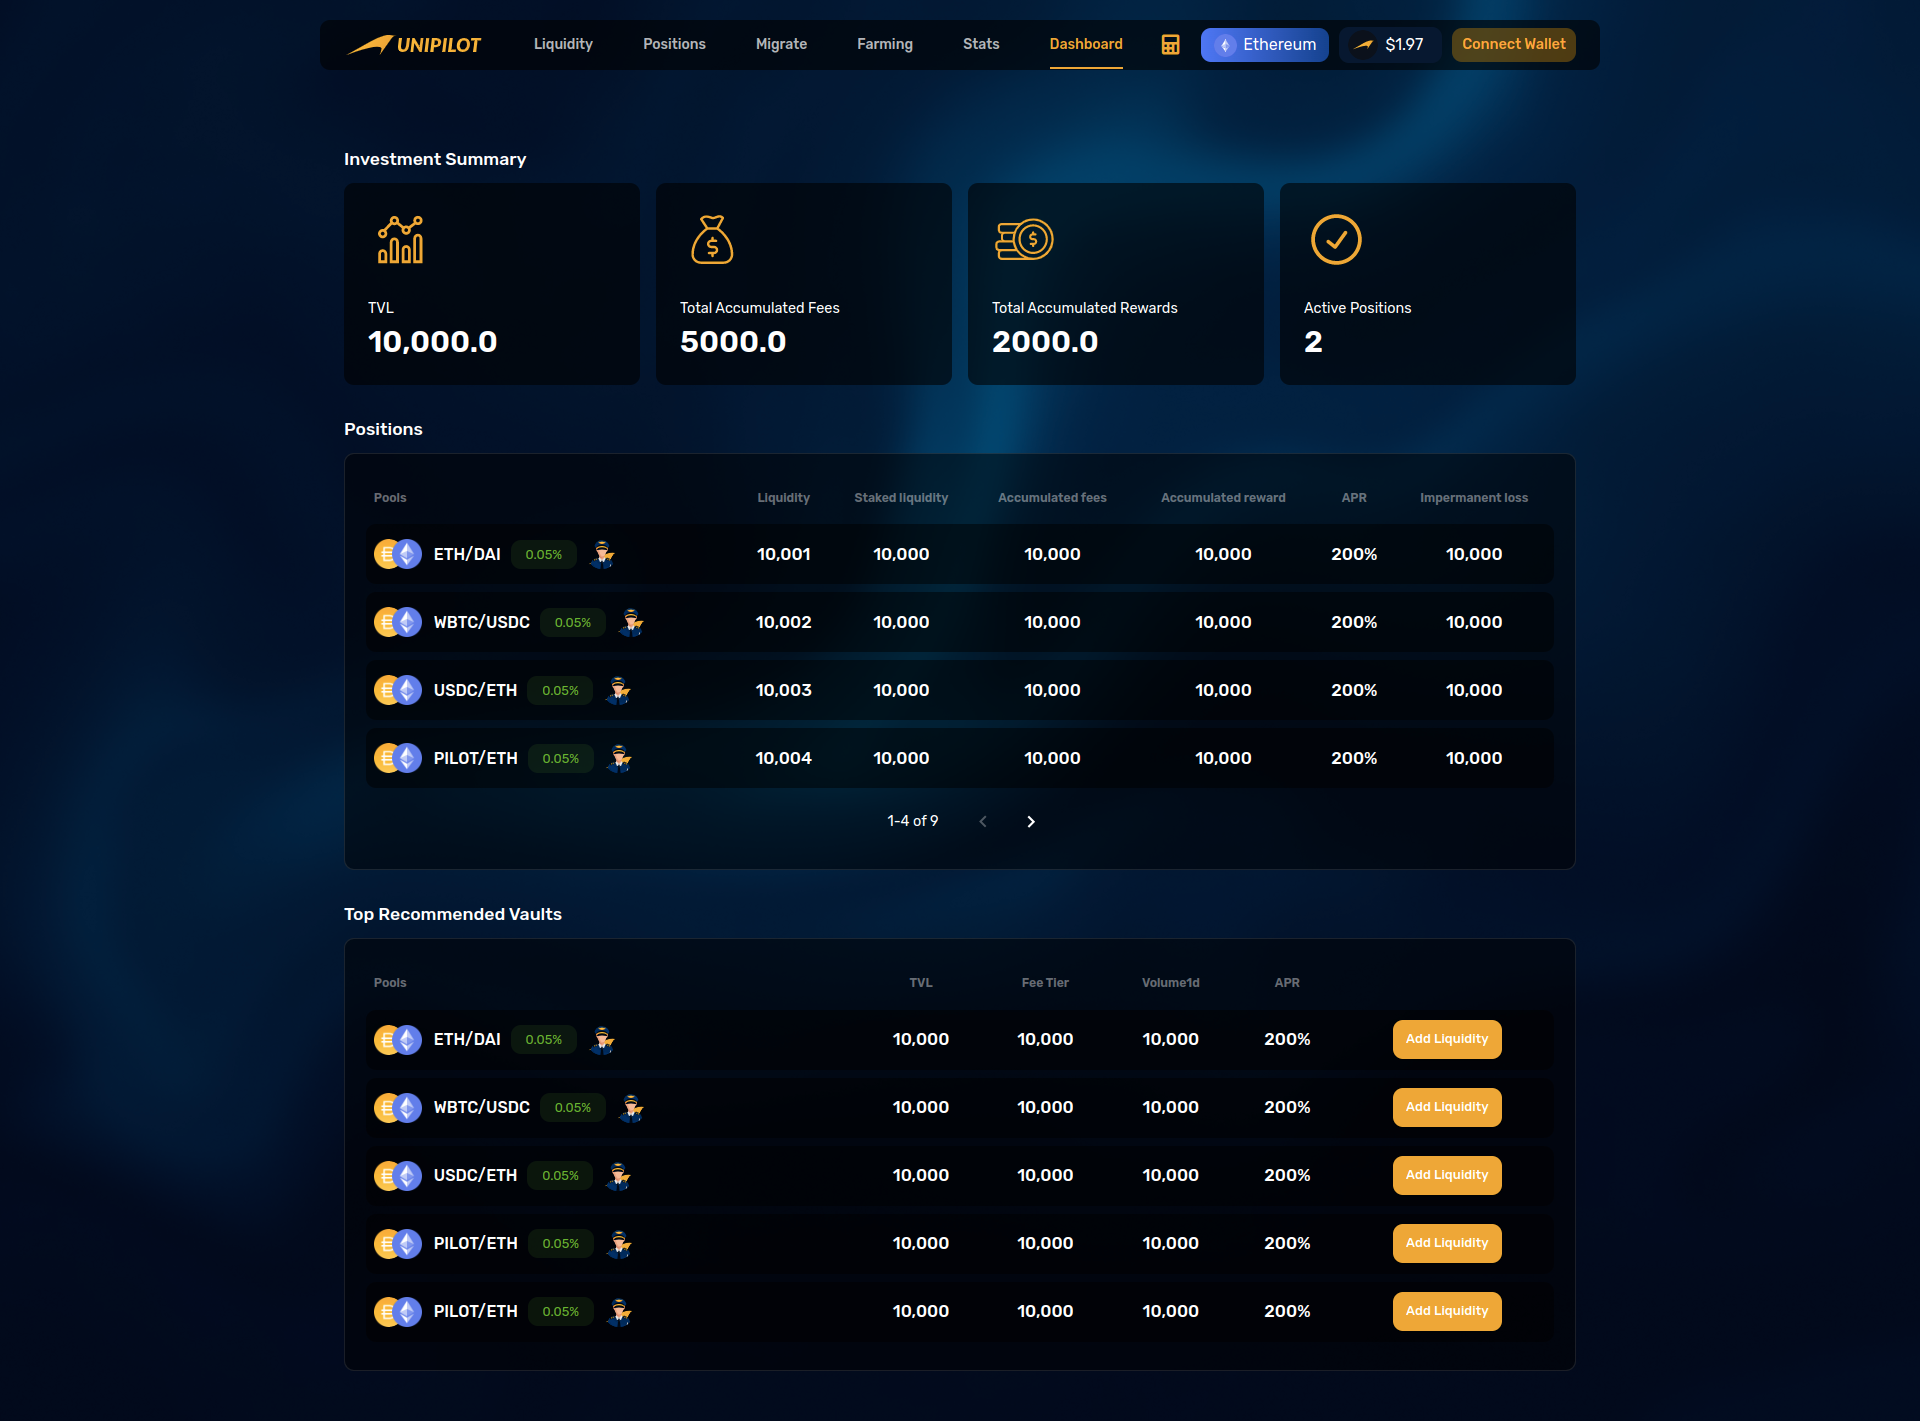 UNIPILOT Liquidity Positions Migrate Farming Stats Dashboard Ethereum $1.97 Connect Wallet
Investment Summary
TVL
10,000.0
Total Accumulated Fees
5000.0
Total Accumulated Rewards
2000.0
Active Positions
2
Positions
Pools Liquidity Staked liquidity Accumulated fees Accumulated reward APR Impermanent loss
ETH/DAI 0.05% 10,001 10,000 10,000 10,000 200% 10,000
WBTC/USDC 0.05% 10,002 10,000 10,000 10,000 200% 10,000
USDC/ETH 0.05% 10,003 10,000 10,000 10,000 200% 10,000
PILOT/ETH 0.05% 10,004 10,000 10,000 10,000 200% 10,000
1-4 of 9
Top Recommended Vaults
Pools TVL Fee Tier Volume1d APR
ETH/DAI 0.05% 10,000 10,000 10,000 200% Add Liquidity
WBTC/USDC 0.05% 10,000 10,000 10,000 200% Add Liquidity
USDC/ETH 0.05% 10,000 10,000 10,000 200% Add Liquidity
PILOT/ETH 0.05% 10,000 10,000 10,000 200% Add Liquidity
PILOT/ETH 0.05% 10,000 10,000 10,000 200% Add Liquidity